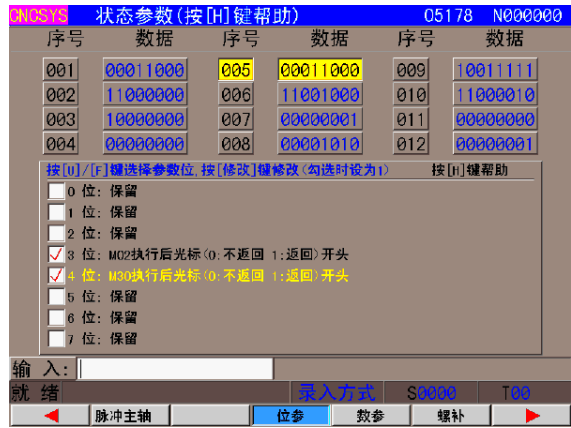 CNCSYS 状态参数(按[H]键帮助) O5178 N000000
序号 数据 序号 数据 序号 数据
001 00011000 005 00011000 009 10011111
002 11000000 006 11001000 010 11000010
003 10000000 007 00000001 011 00000000
004 00000000 008 00001010 012 00000001
按[U]/[F]键选择参数位,按[修改]键修改(勾选时设为1) 按[H]键帮助
0 位: 保留
1 位: 保留
2 位: 保留
3 位: M02执行后光标(0:不返回 1:返回)开头
4 位: M30执行后光标(0:不返回 1:返回)开头
5 位: 保留
6 位: 保留
7 位: 保留
输 入:
就 绪 录入方式 S0000 T00
脉冲主轴 位参 数参 螺补